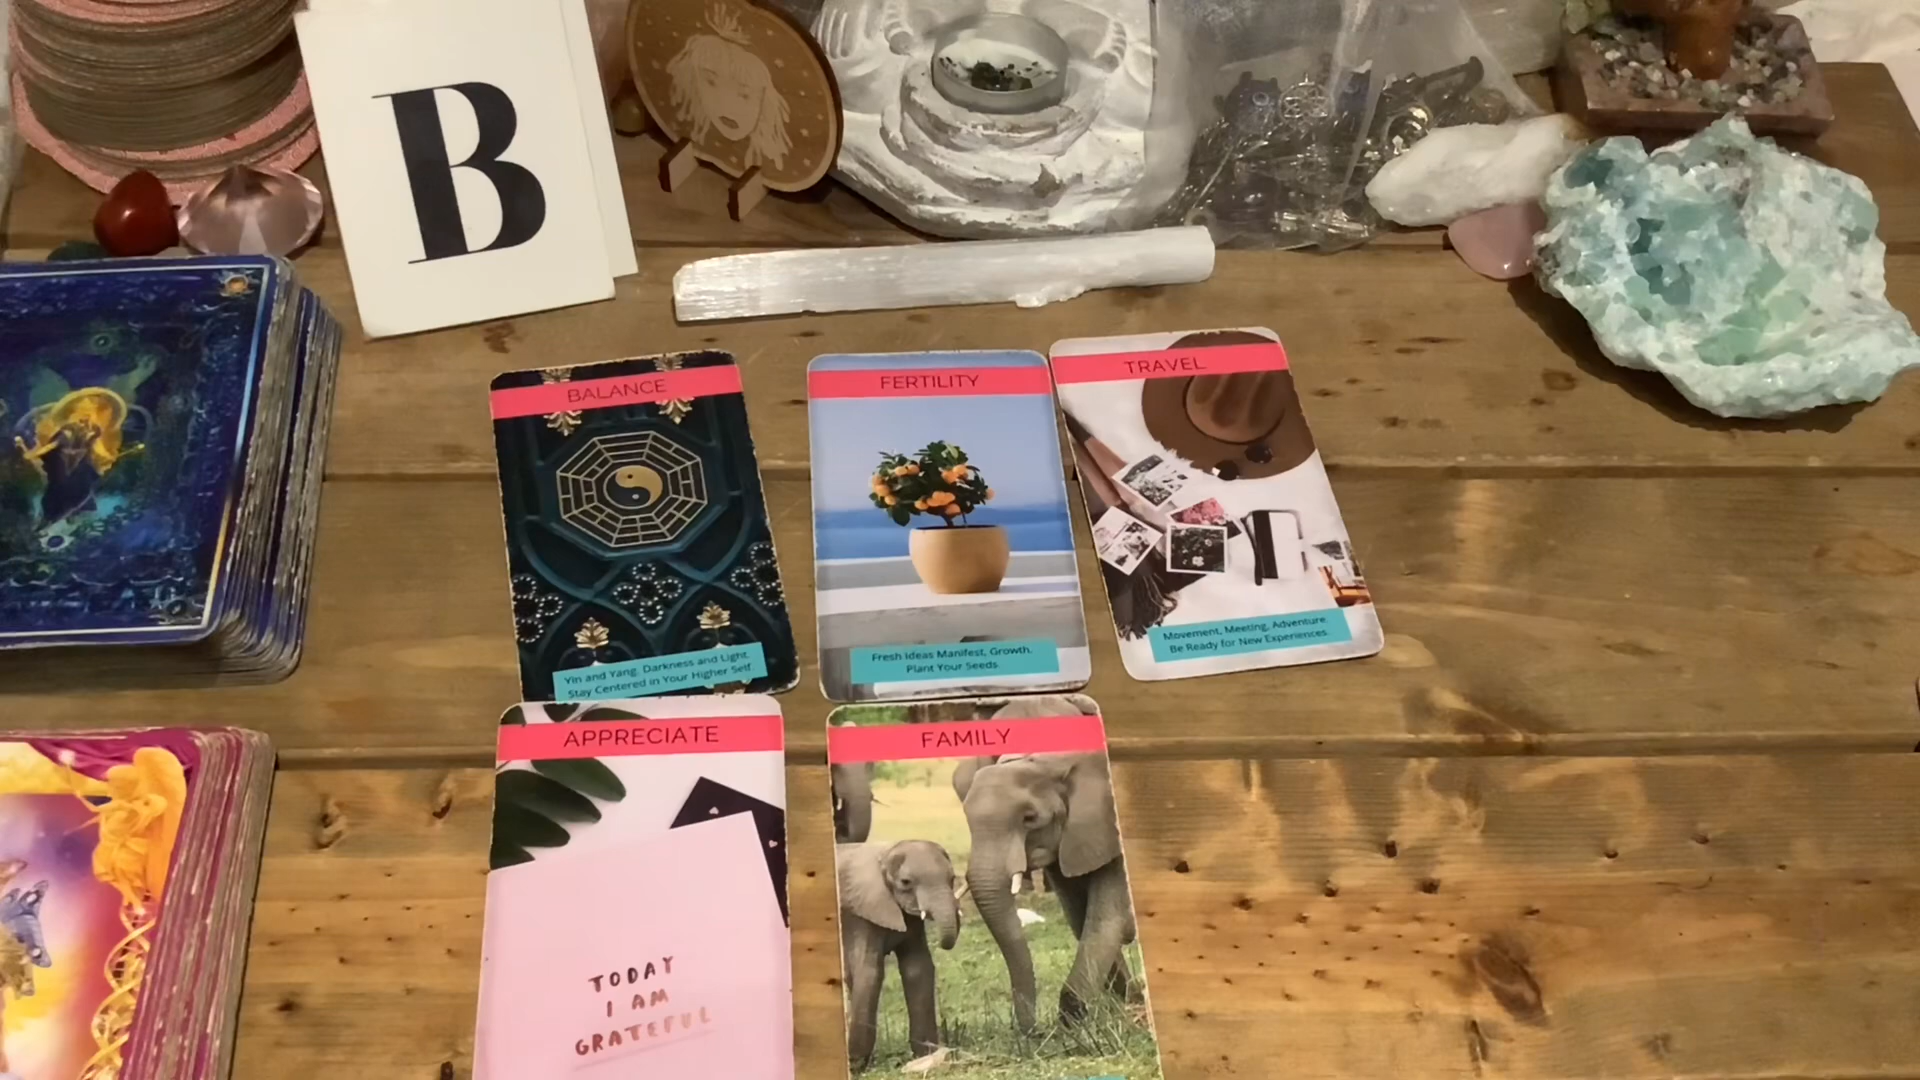 B
BALANCE
Yin and Yang. Darkness and Light.
Stay Centered in Your Higher Self.
FERTILITY
Fresh Ideas Manifest, Growth.
Plant Your Seeds.
TRAVEL
Movement, Meeting, Adventure.
Be Ready for New Experiences.
APPRECIATE
TODAY
I AM
GRATEFUL
FAMILY